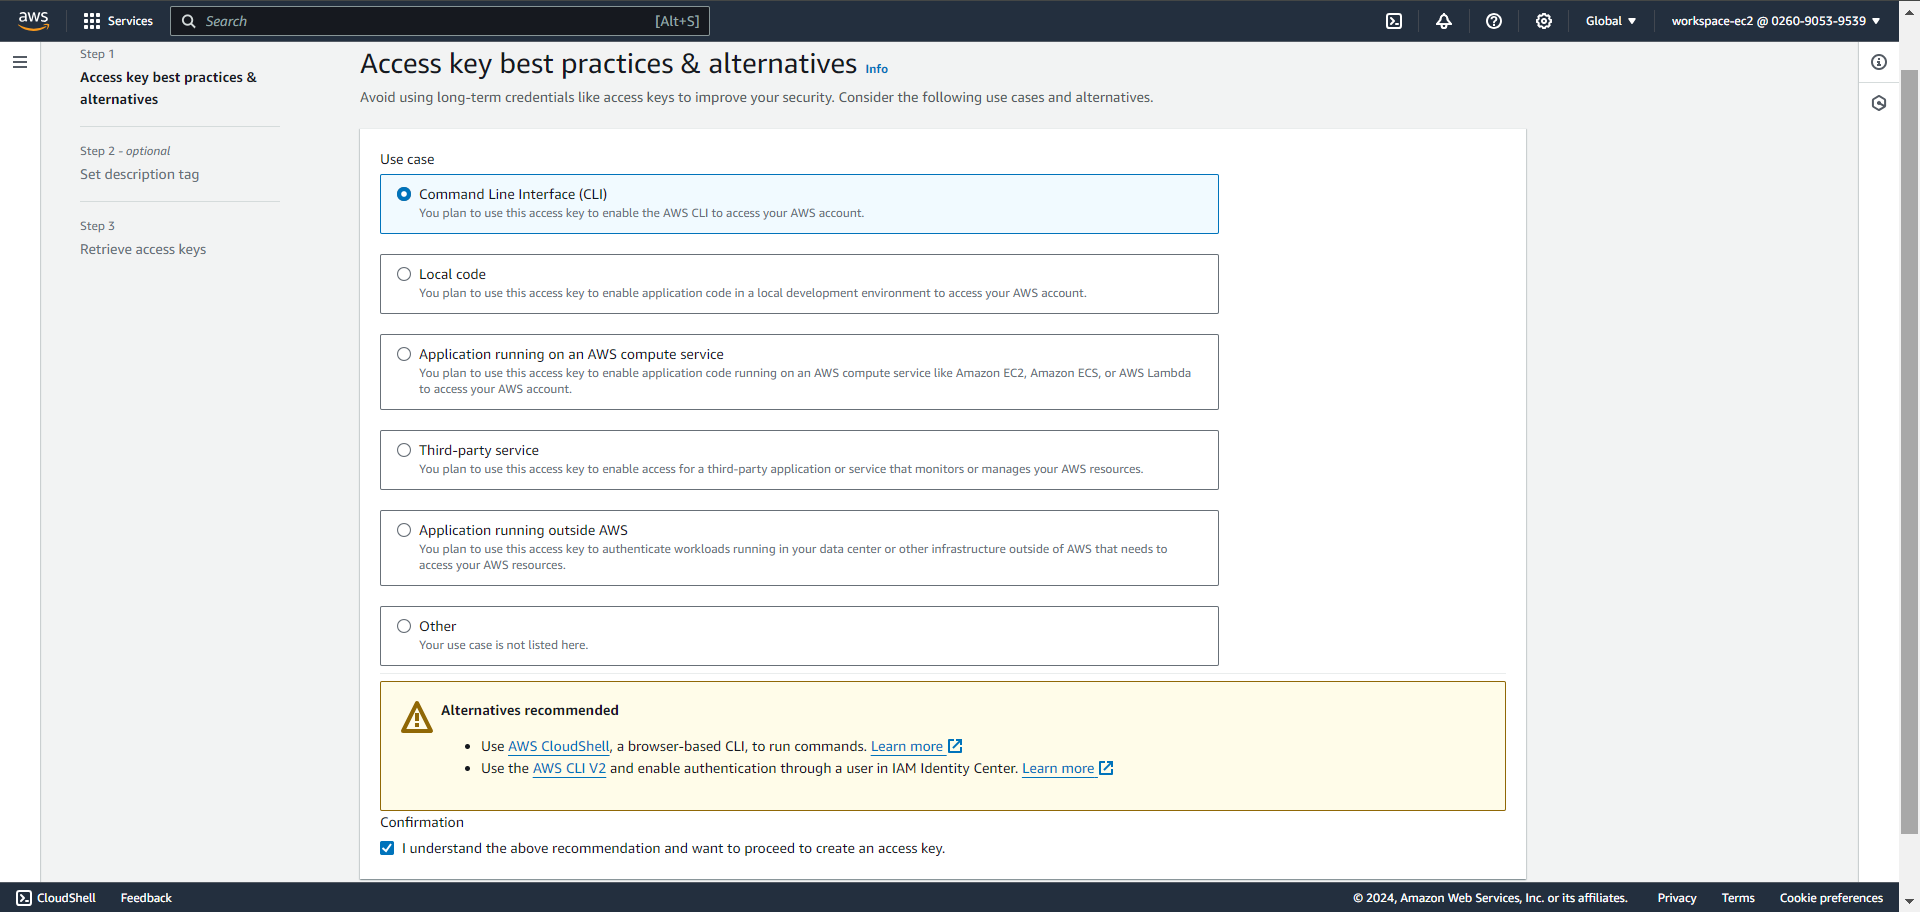 aws
Services
Search
[Alt+S]
Global
workspace-ec2 @ 0260-9053-9539
Step 1
Access key best practices &
alternatives
Step 2 - optional
Set description tag
Step 3
Retrieve access keys
Access key best practices & alternatives Info
Avoid using long-term credentials like access keys to improve your security. Consider the following use cases and alternatives.
Use case
Command Line Interface (CLI)
You plan to use this access key to enable the AWS CLI to access your AWS account.
Local code
You plan to use this access key to enable application code in a local development environment to access your AWS account.
Application running on an AWS compute service
You plan to use this access key to enable application code running on an AWS compute service like Amazon EC2, Amazon ECS, or AWS Lambda
to access your AWS account.
Third-party service
You plan to use this access key to enable access for a third-party application or service that monitors or manages your AWS resources.
Application running outside AWS
You plan to use this access key to authenticate workloads running in your data center or other infrastructure outside of AWS that needs to
access your AWS resources.
Other
Your use case is not listed here.
Alternatives recommended
• Use AWS CloudShell, a browser-based CLI, to run commands. Learn more
• Use the AWS CLI V2 and enable authentication through a user in IAM Identity Center. Learn more
Confirmation
I understand the above recommendation and want to proceed to create an access key.
CloudShell
Feedback
© 2024, Amazon Web Services, Inc. or its affiliates.
Privacy
Terms
Cookie preferences